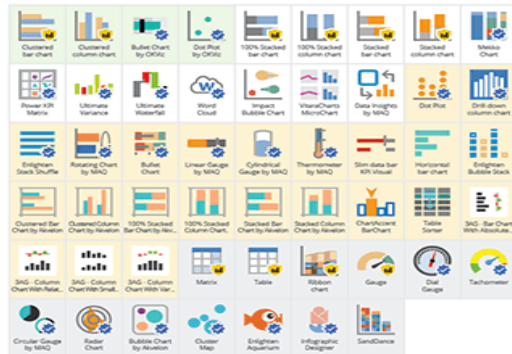 Clustered
bar chart
Clustered
column chart
Bullet Chart
by OKViz
Dot Plot
by OKViz
100% Stacked
bar chart
100% Stacked
column chart
Stacked
bar chart
Stacked
column chart
Mekko
Chart
Power KPI
Matrix
Ultimate
Variance
Ultimate
Waterfall
Word
Cloud
Impact
Bubble Chart
VitaraCharts
MicroChart
Data Insights
by MAQ
Dot Plot
Drill down
column chart
Enlighten
Stack Shuffle
Rotating Chart
by MAQ
Bullet
Chart
Linear Gauge
by MAQ
Cylindrical
Gauge by MAQ
Thermometer
by MAQ
Slim data bar
KPI Visual
Horizontal
bar chart
Enlighten
Bubble Stack
Clustered Bar
Chart by Akvelon
Clustered Column
Chart by Akvelon
100% Stacked
Bar Chart by Akv...
100% Stacked
Column Chart...
Stacked Bar
Chart by Akvelon
Stacked Column
Chart by Akvelon
ChartAccent
BarChart
Table
Sorter
3AG - Bar Chart
With Absolute...
3AG - Column
Chart With Relat...
3AG - Column
Chart With Small...
3AG - Column
Chart With Var...
Matrix
Table
Ribbon
chart
Gauge
Dial
Gauge
Tachometer
Circular Gauge
by MAQ
Radar
Chart
Bubble Chart
by Akvelon
Cluster
Map
Enlighten
Aquarium
Infographic
Designer
SandDance